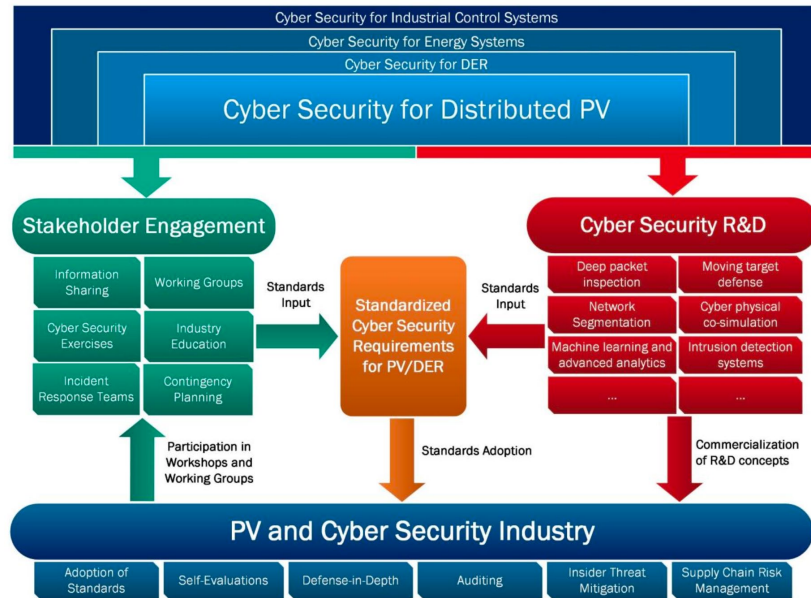 Cyber Security for Industrial Control Systems
Cyber Security for Energy Systems
Cyber Security for DER
Cyber Security for Distributed PV
Stakeholder Engagement
Information
Sharing
Working Groups
Cyber Security
Exercises
Industry
Education
Incident
Response Teams
Contingency
Planning
Standards
Input
Standardized
Cyber Security
Requirements
for PV/DER
Standards
Input
Cyber Security R&D
Deep packet
inspection
Moving target
defense
Network
Segmentation
Cyber physical
co-simulation
Machine learning and
advanced analytics
Intrusion detection
systems
...
...
Participation in
Workshops and
Working Groups
Standards Adoption
Commercialization
of R&D concepts
PV and Cyber Security Industry
Adoption of
Standards
Self-Evaluations
Defense-in-Depth
Auditing
Insider Threat
Mitigation
Supply Chain Risk
Management